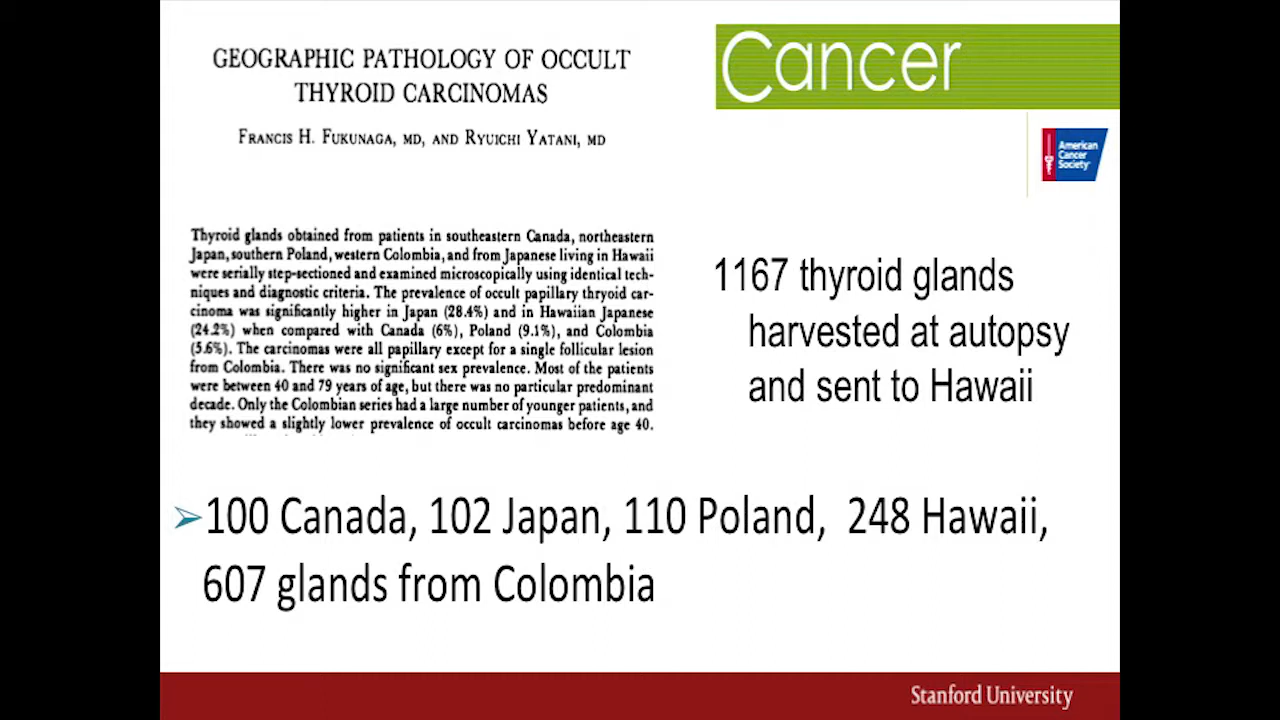 GEOGRAPHIC PATHOLOGY OF OCCULT
THYROID CARCINOMAS
FRANCIS H. FUKUNAGA, MD, AND RYUICHI YATANI, MD
Cancer
American
Cancer
Society
Thyroid glands obtained from patients in southeastern Canada, northeastern
Japan, southern Poland, western Colombia, and from Japanese living in Hawaii
were serially step-sectioned and examined microscopically using identical tech-
niques and diagnostic criteria. The prevalence of occult papillary thryoid car-
cinoma was significantly higher in Japan (28.4%) and in Hawaiian Japanese
(24.2%) when compared with Canada (6%), Poland (9.1%), and Colombia
(5.6%). The carcinomas were all papillary except for a single follicular lesion
from Colombia. There was no significant sex prevalence. Most of the patients
were between 40 and 79 years of age, but there was no particular predominant
decade. Only the Colombian series had a large number of younger patients, and
they showed a slightly lower prevalence of occult carcinomas before age 40.
1167 thyroid glands
harvested at autopsy
and sent to Hawaii
➢100 Canada, 102 Japan, 110 Poland, 248 Hawaii,
607 glands from Colombia
Stanford University